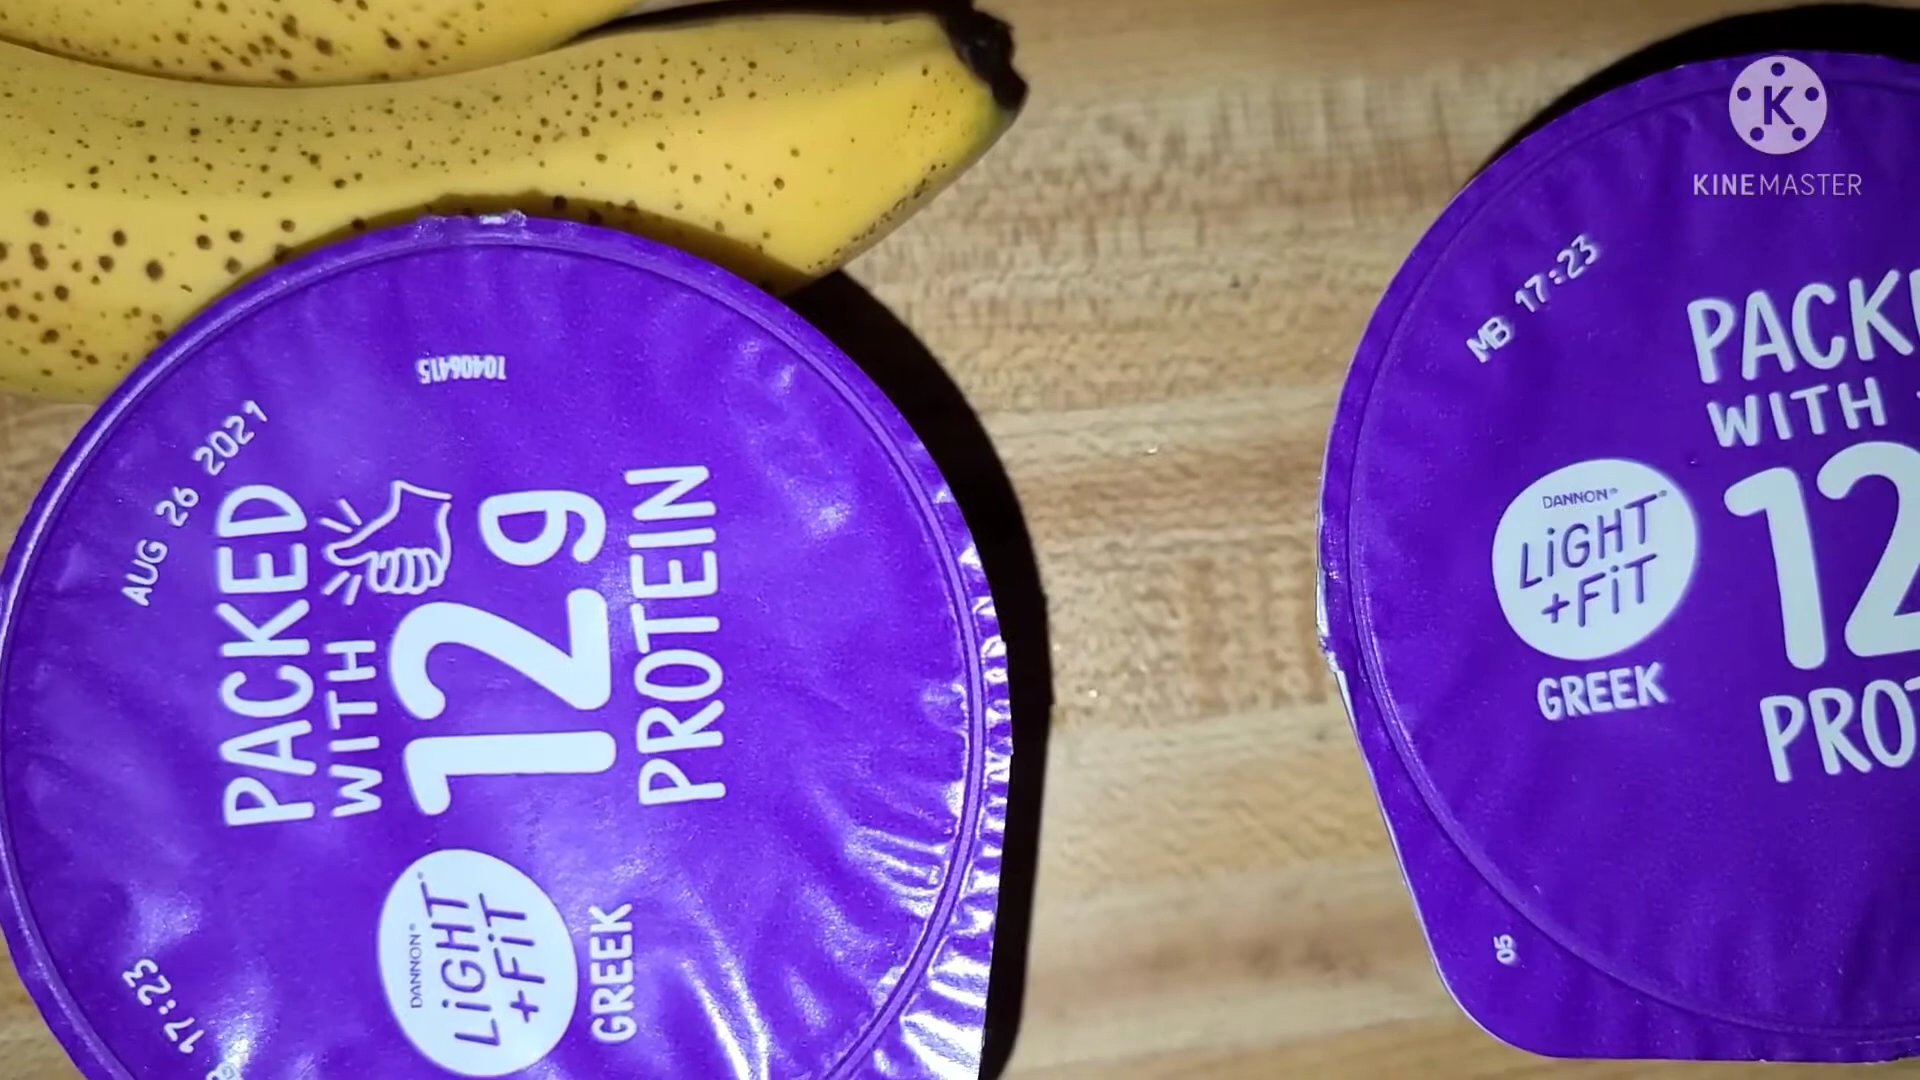 AUG 26 2021
10406415
PACKED
WITH
12g
PROTEIN
DANNON
LiGHT
+FiT
GREEK
17:23
MB 17:23
PACK
WITH
12
PROT
DANNON
LiGHT
+FiT
GREEK
05
K
KINEMASTER